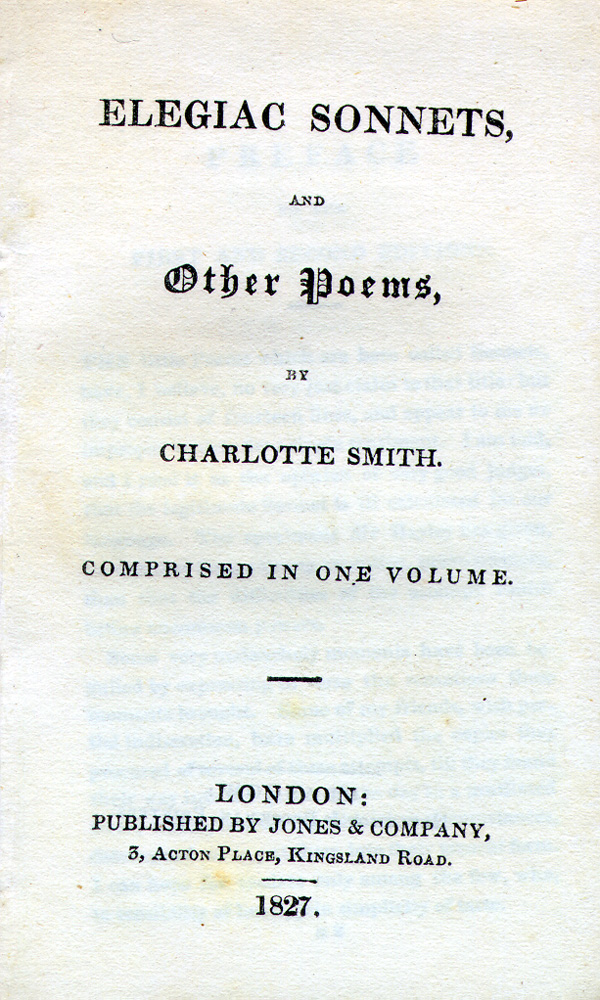 ELEGIAC SONNETS,
AND
Other Poems,
BY
CHARLOTTE SMITH.
COMPRISED IN ONE VOLUME.
LONDON:
PUBLISHED BY JONES & COMPANY,
3, ACTON PLACE, KINGSLAND ROAD.
1827.